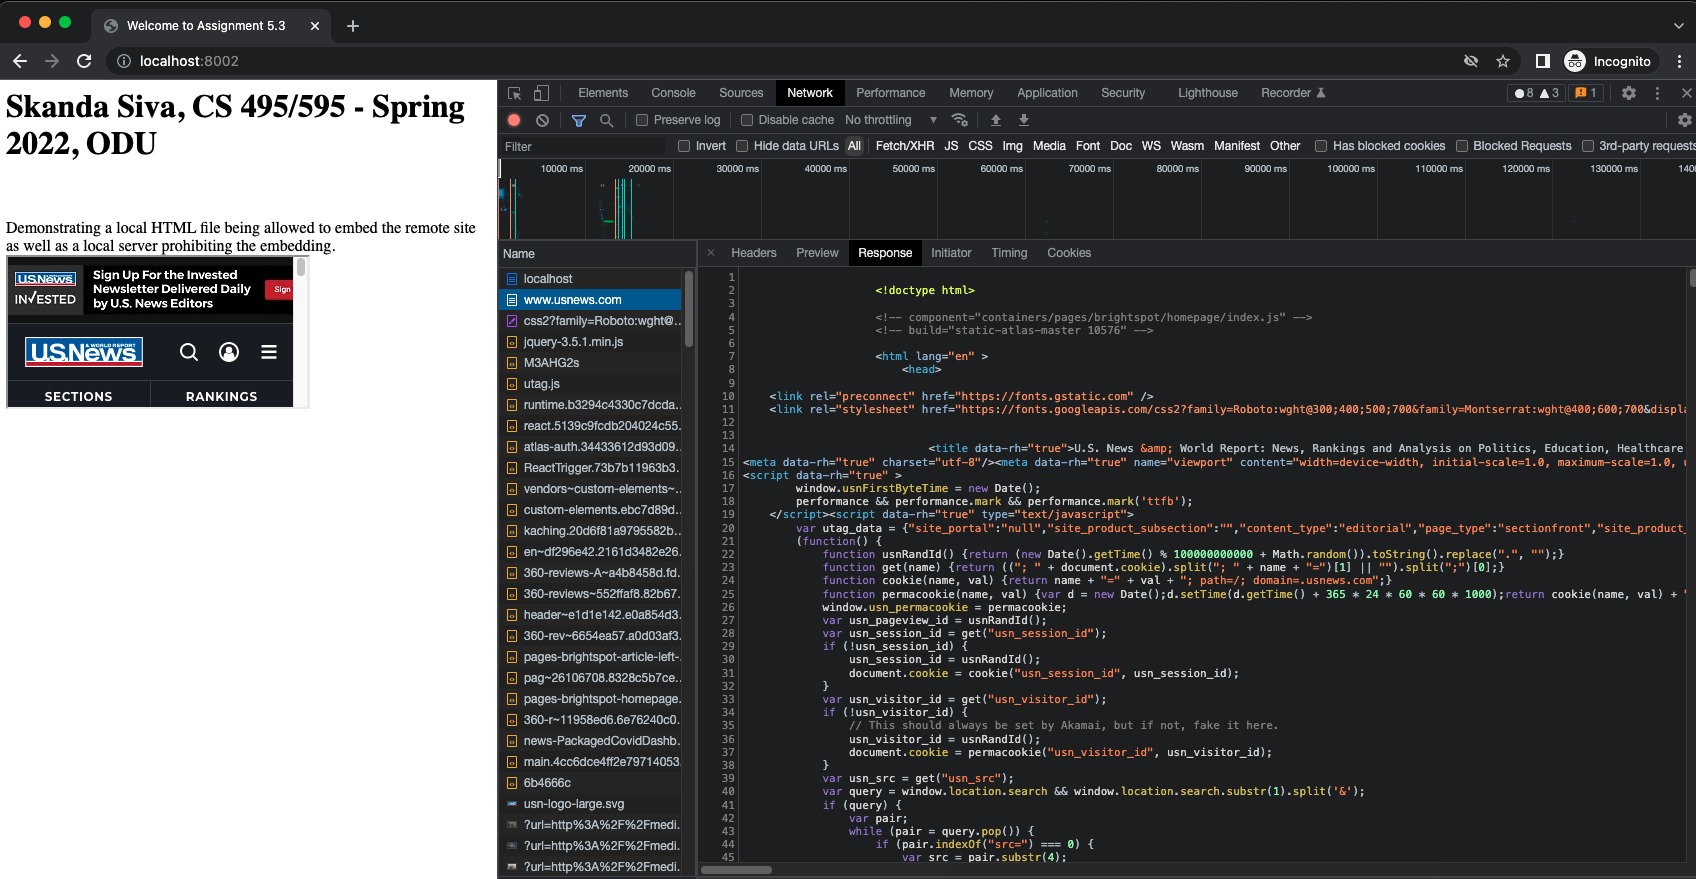 Welcome to Assignment 5.3
localhost:8002
Incognito
Skanda Siva, CS 495/595 - Spring
2022, ODU
Demonstrating a local HTML file being allowed to embed the remote site
as well as a local server prohibiting the embedding.
U.S.News
INVESTED
Sign Up For the Invested
Newsletter Delivered Daily
by U.S. News Editors
Sign
U.S.News
& WORLD REPORT
SECTIONS RANKINGS
Elements Console Sources Network Performance Memory Application Security Lighthouse Recorder 8 3 1
Preserve log Disable cache No throttling
Filter Invert Hide data URLs All Fetch/XHR JS CSS Img Media Font Doc WS Wasm Manifest Other Has blocked cookies Blocked Requests 3rd-party requests
10000 ms 20000 ms 30000 ms 40000 ms 50000 ms 60000 ms 70000 ms 80000 ms 90000 ms 100000 ms 110000 ms 120000 ms 130000 ms 140
Name
localhost
www.usnews.com
css2?family=Roboto:wght@...
jquery-3.5.1.min.js
M3AHG2s
utag.js
runtime.b3294c4330c7dcda...
react.5139c9fcdb204024c55...
atlas-auth.34433612d93d09...
ReactTrigger.73b7b11963b3...
vendors~custom-elements~...
custom-elements.ebc7d89d...
kaching.20d6f81a9795582b...
en~df296e42.2161d3482e26...
360-reviews-A~a4b8458d.fd...
360-reviews~552ffaf8.82b67...
header~e1d1e142.e0a854d3...
360-rev~6654ea57.a0d03af3...
pages-brightspot-article-left-...
pag~26106708.8328c5b7ce...
pages-brightspot-homepage...
360-r~11958ed6.6e76240c0...
news-PackagedCovidDashb...
main.4cc6dce4ff2e79714053...
6b4666c
usn-logo-large.svg
?url=http%3A%2F%2Fmedi...
?url=http%3A%2F%2Fmedi...
?url=http%3A%2F%2Fmedi...
Headers Preview Response Initiator Timing Cookies
1
2 <!doctype html>
3
4 <!-- component="containers/pages/brightspot/homepage/index.js" -->
5 <!-- build="static-atlas-master 10576" -->
6
7 <html lang="en" >
8 <head>
9
10 <link rel="preconnect" href="https://fonts.gstatic.com" />
11 <link rel="stylesheet" href="https://fonts.googleapis.com/css2?family=Roboto:wght@300;400;500;700&family=Montserrat:wght@400;600;700&displa
12
13
14 <title data-rh="true">U.S. News &amp; World Report: News, Rankings and Analysis on Politics, Education, Healthcare
15 <meta data-rh="true" charset="utf-8"/><meta data-rh="true" name="viewport" content="width=device-width, initial-scale=1.0, maximum-scale=1.0, u
16 <script data-rh="true" >
17 window.usnFirstByteTime = new Date();
18 performance && performance.mark && performance.mark('ttfb');
19 </script><script data-rh="true" type="text/javascript">
20 var utag_data = {"site_portal":"null","site_product_subsection":"","content_type":"editorial","page_type":"sectionfront","site_product_
21 (function() {
22 function usnRandId() {return (new Date().getTime() % 100000000000 + Math.random()).toString().replace(".", "");}
23 function get(name) {return (("; " + document.cookie).split("; " + name + "=")[1] || "").split(";")[0];}
24 function cookie(name, val) {return name + "=" + val + "; path=/; domain=.usnews.com";}
25 function permacookie(name, val) {var d = new Date();d.setTime(d.getTime() + 365 * 24 * 60 * 60 * 1000);return cookie(name, val) + "
26 window.usn_permacookie = permacookie;
27 var usn_pageview_id = usnRandId();
28 var usn_session_id = get("usn_session_id");
29 if (!usn_session_id) {
30 usn_session_id = usnRandId();
31 document.cookie = cookie("usn_session_id", usn_session_id);
32 }
33 var usn_visitor_id = get("usn_visitor_id");
34 if (!usn_visitor_id) {
35 // This should always be set by Akamai, but if not, fake it here.
36 usn_visitor_id = usnRandId();
37 document.cookie = permacookie("usn_visitor_id", usn_visitor_id);
38 }
39 var usn_src = get("usn_src");
40 var query = window.location.search && window.location.search.substr(1).split('&');
41 if (query) {
42 var pair;
43 while (pair = query.pop()) {
44 if (pair.indexOf("src=") === 0) {
45 var src = pair.substr(4);